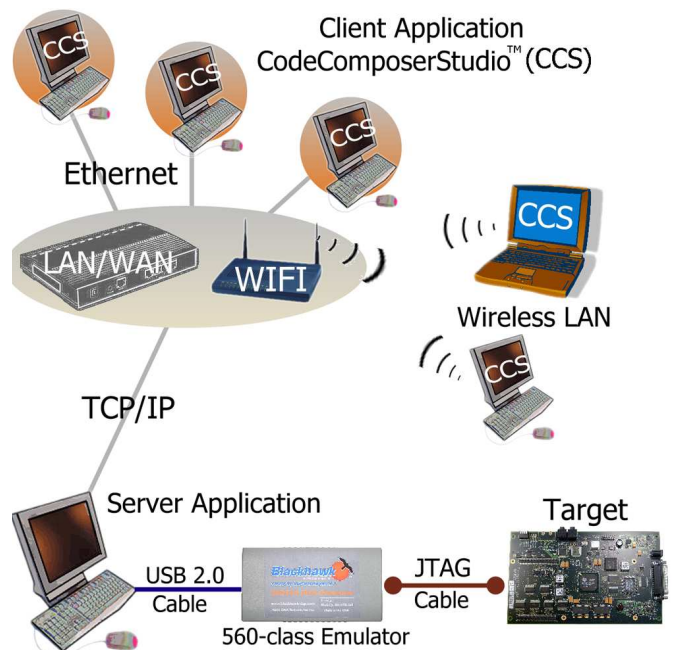 Client Application
CodeComposerStudio™ (CCS)
CCS
CCS
CCS
Ethernet
LAN/WAN
WIFI
CCS
Wireless LAN
CCS
TCP/IP
Server Application
Target
USB 2.0
Cable
Blackhawk
JTAG
Cable
560-class Emulator